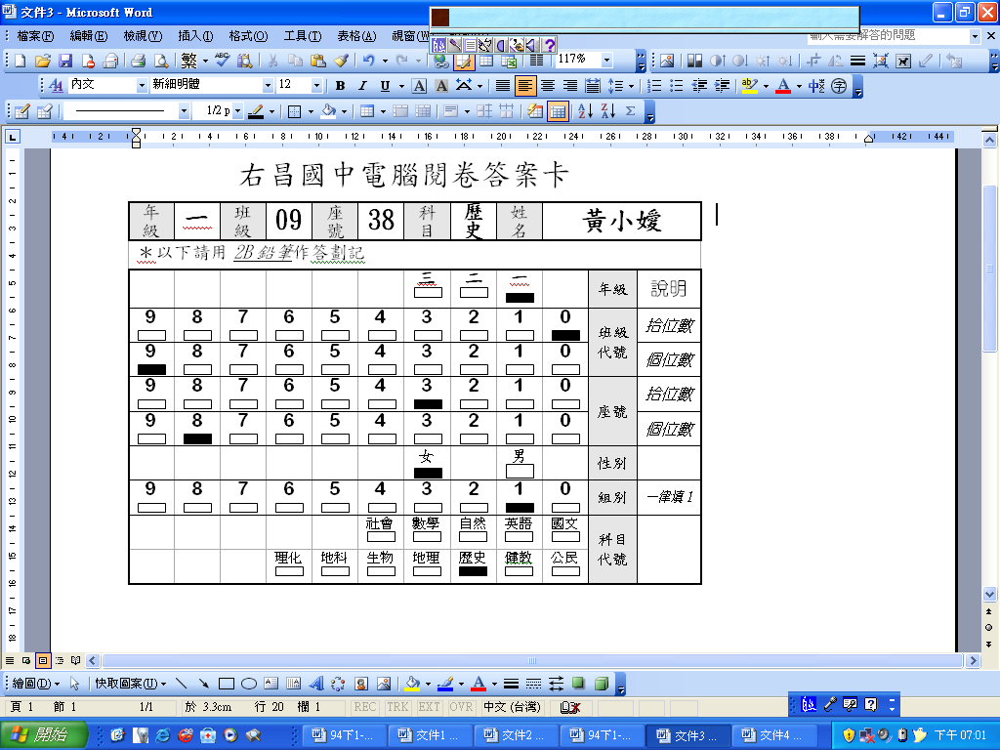 文件3 - Microsoft Word
檔案(F) 編輯(E) 檢視(V) 插入(I) 格式(O) 工具(T) 表格(A) 視窗(W
輸入需要解答的問題
繁 117%
內文 新細明體 12 B I U A A
1/2 p
右昌國中電腦閱卷答案卡
年級 一 班級 09 座號 38 科目 歷史 姓名 黃小嬡
＊以下請用 2B 鉛筆作答劃記
三 二 一 年級 說明
9 8 7 6 5 4 3 2 1 0 班級代號 拾位數
9 8 7 6 5 4 3 2 1 0 個位數
9 8 7 6 5 4 3 2 1 0 座號 拾位數
9 8 7 6 5 4 3 2 1 0 個位數
女 男 性別
9 8 7 6 5 4 3 2 1 0 組別 一律填 1
社會 數學 自然 英語 國文 科目代號
理化 地科 生物 地理 歷史 健教 公民
繪圖(D) 快取圖案(U)
頁 1 節 1 1/1 於 3.3cm 行 20 欄 1 REC TRK EXT OVR 中文 (台灣)
開始 94下1-... 文件1 ... 文件2 ... 94下1-... 文件3 ... 文件4 ... 下午 07:01